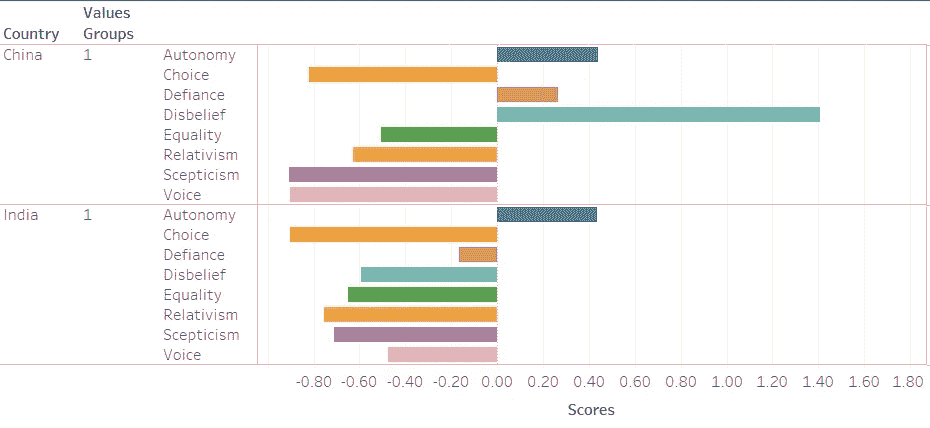 Values
Country Groups
China 1 Autonomy
Choice
Defiance
Disbelief
Equality
Relativism
Scepticism
Voice
India 1 Autonomy
Choice
Defiance
Disbelief
Equality
Relativism
Scepticism
Voice
-0.80 -0.60 -0.40 -0.20 0.00 0.20 0.40 0.60 0.80 1.00 1.20 1.40 1.60 1.80
Scores